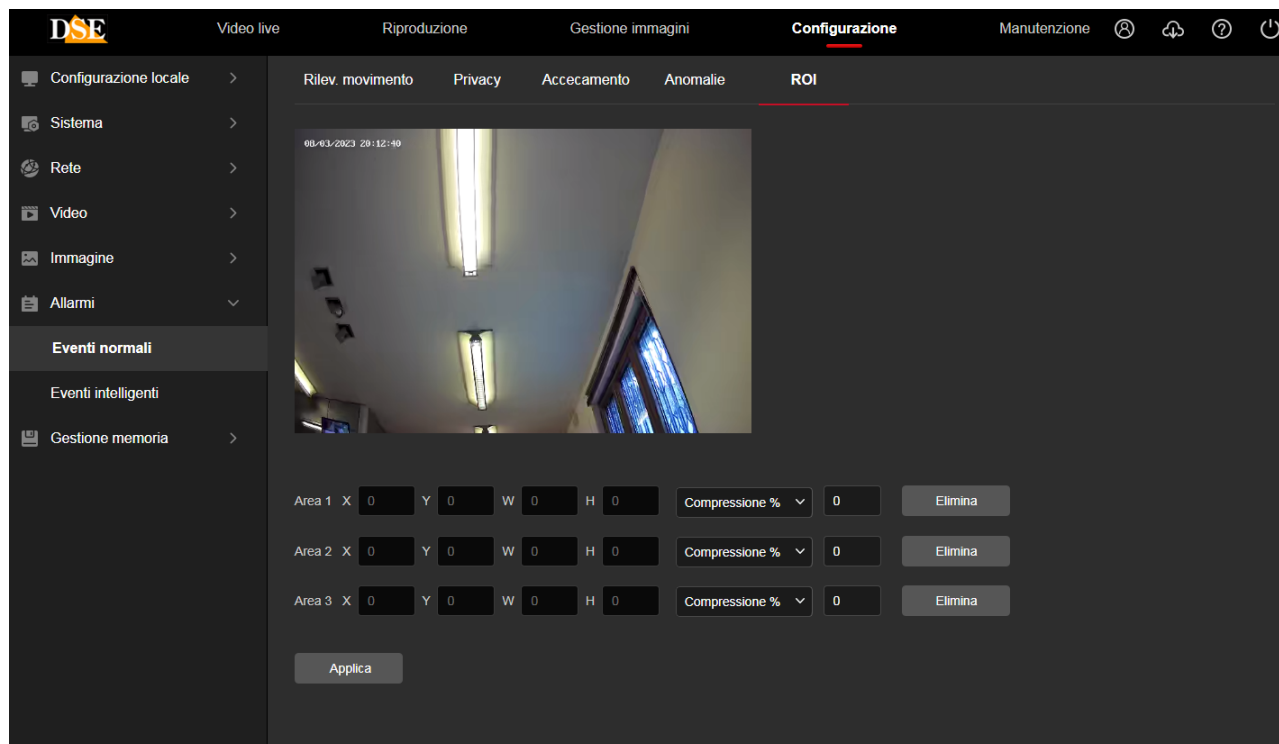 DSE Video live Riproduzione Gestione immagini Configurazione Manutenzione
Configurazione locale
Sistema
Rete
Video
Immagine
Allarmi
Eventi normali
Eventi intelligenti
Gestione memoria
Rilev. movimento Privacy Accecamento Anomalie ROI
08/03/2023 20:12:40
Area 1 X 0 Y 0 W 0 H 0 Compressione % 0 Elimina
Area 2 X 0 Y 0 W 0 H 0 Compressione % 0 Elimina
Area 3 X 0 Y 0 W 0 H 0 Compressione % 0 Elimina
Applica